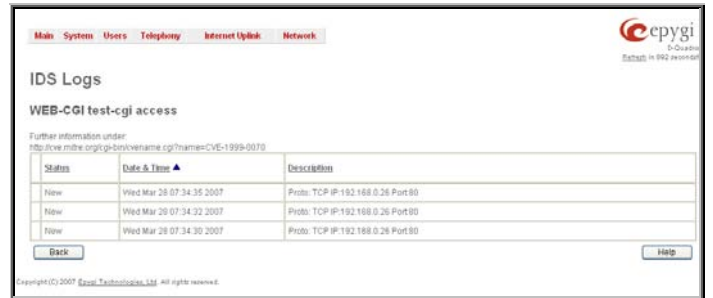 Main System Users Telephony Internet Uplink Network
epygi
D-Quadro
Refresh in 892 seconds!
IDS Logs
WEB-CGI test-cgi access
Further information under:
http://cve.mitre.org/cgi-bin/cvename.cgi?name=CVE-1999-0070
Status Date & Time ▲ Description
New Wed Mar 28 07:34:35 2007 Proto: TCP IP:192.168.0.26 Port:80
New Wed Mar 28 07:34:32 2007 Proto: TCP IP:192.168.0.26 Port:80
New Wed Mar 28 07:34:30 2007 Proto: TCP IP:192.168.0.26 Port:80
Back Help
Copyright (C) 2007 Epygi Technologies, Ltd. All rights reserved.